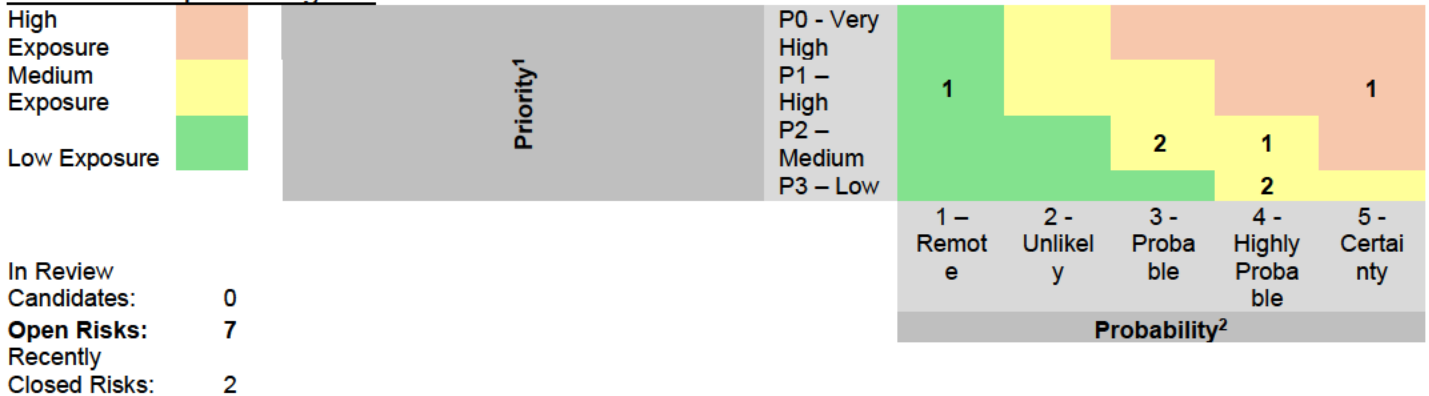 High
Exposure
Medium
Exposure
Low Exposure
Priority¹
P0 - Very
High
P1 –
High
P2 –
Medium
P3 – Low
1
1
2
1
2
1 –
Remot
e
2 -
Unlikel
y
3 -
Proba
ble
4 -
Highly
Proba
ble
5 -
Certai
nty
Probability²
In Review
Candidates: 0
Open Risks: 7
Recently
Closed Risks: 2